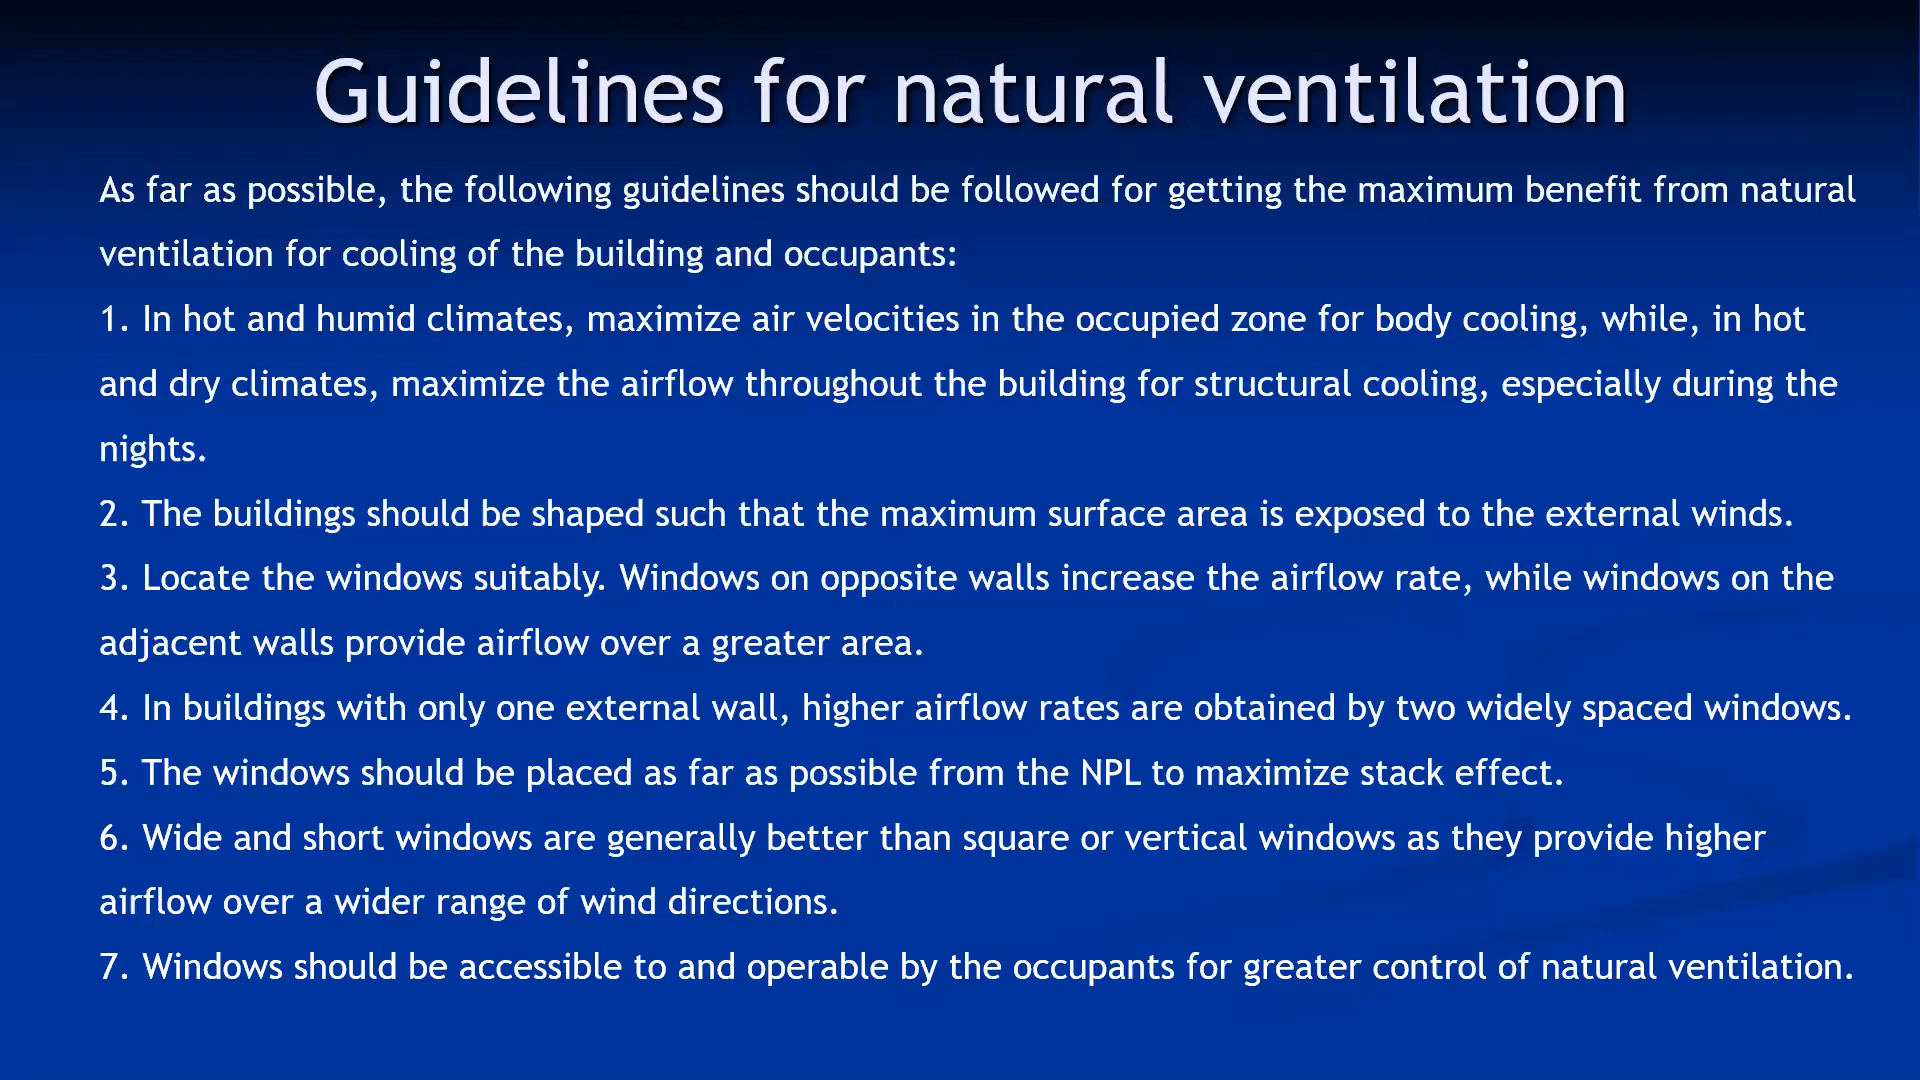 Guidelines for natural ventilation
As far as possible, the following guidelines should be followed for getting the maximum benefit from natural
ventilation for cooling of the building and occupants:
1. In hot and humid climates, maximize air velocities in the occupied zone for body cooling, while, in hot
and dry climates, maximize the airflow throughout the building for structural cooling, especially during the
nights.
2. The buildings should be shaped such that the maximum surface area is exposed to the external winds.
3. Locate the windows suitably. Windows on opposite walls increase the airflow rate, while windows on the
adjacent walls provide airflow over a greater area.
4. In buildings with only one external wall, higher airflow rates are obtained by two widely spaced windows.
5. The windows should be placed as far as possible from the NPL to maximize stack effect.
6. Wide and short windows are generally better than square or vertical windows as they provide higher
airflow over a wider range of wind directions.
7. Windows should be accessible to and operable by the occupants for greater control of natural ventilation.